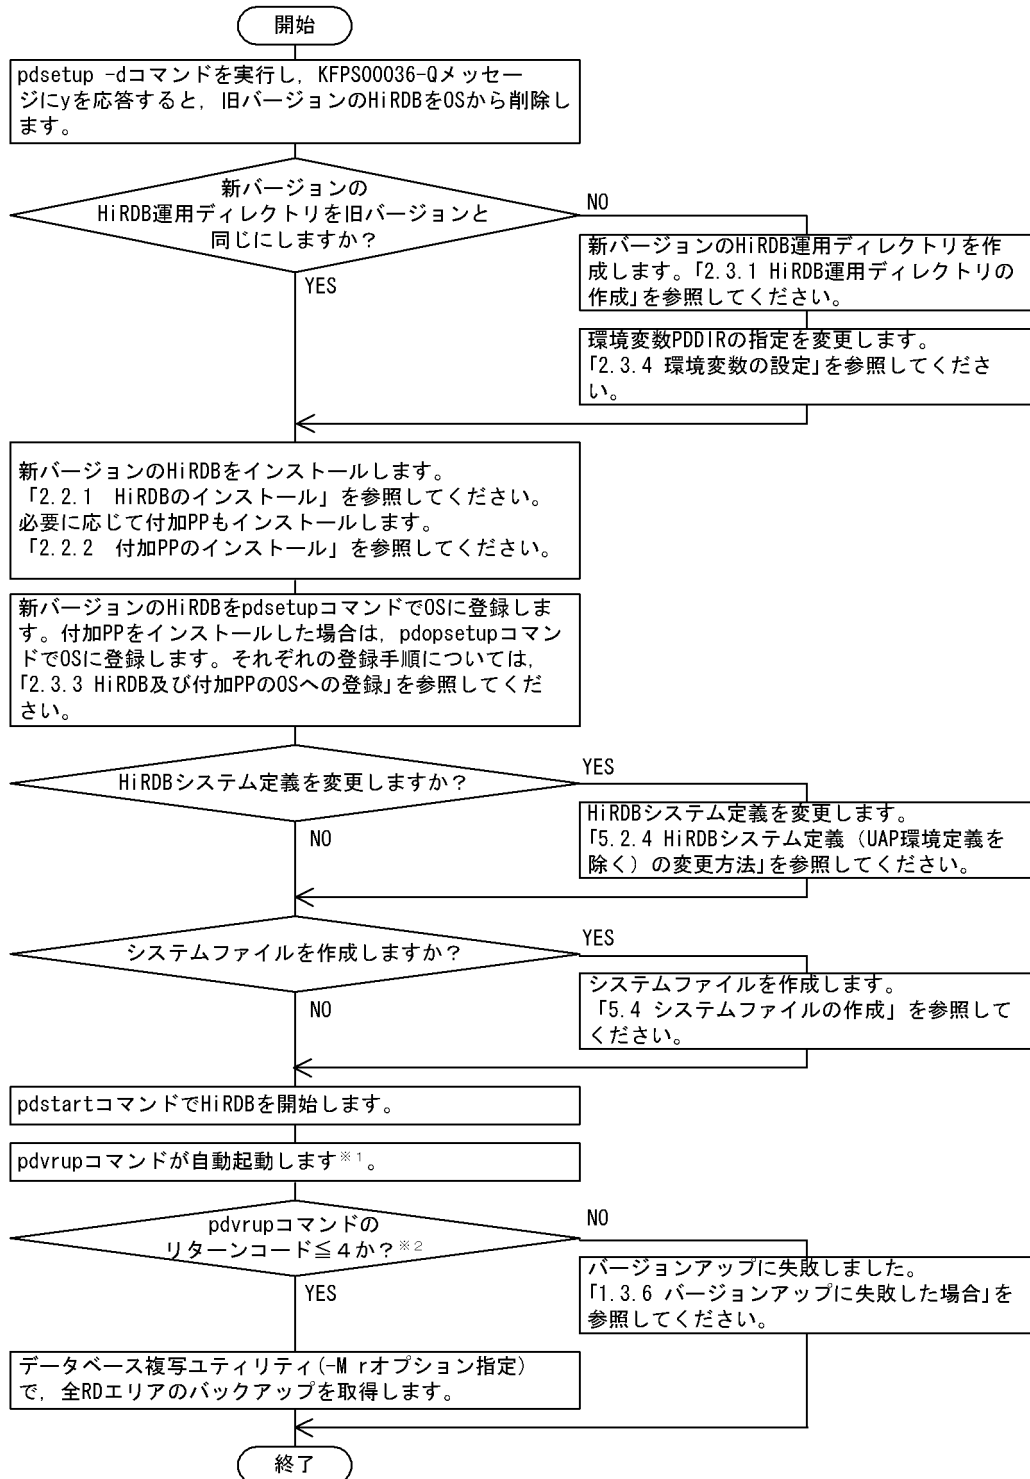 開始
pdsetup -dコマンドを実行し，KFPS00036-Qメッセー
ジにyを応答すると，旧バージョンのHiRDBをOSから削除し
ます。
新バージョンの
HiRDB運用ディレクトリを旧バージョンと
同じにしますか？
NO
YES
新バージョンのHiRDB運用ディレクトリを作
成します。「2.3.1 HiRDB運用ディレクトリの
作成」を参照してください。
環境変数PDDIRの指定を変更します。
「2.3.4 環境変数の設定」を参照してくださ
い。
新バージョンのHiRDBをインストールします。
「2.2.1　HiRDBのインストール」を参照してください。
必要に応じて付加PPもインストールします。
「2.2.2　付加PPのインストール」を参照してください。
新バージョンのHiRDBをpdsetupコマンドでOSに登録しま
す。付加PPをインストールした場合は，pdopsetupコマン
ドでOSに登録します。それぞれの登録手順については，
「2.3.3 HiRDB及び付加PPのOSへの登録」を参照してくだ
さい。
HiRDBシステム定義を変更しますか？
YES
NO
HiRDBシステム定義を変更します。
「5.2.4 HiRDBシステム定義（UAP環境定義を
除く）の変更方法」を参照してください。
システムファイルを作成しますか？
YES
NO
システムファイルを作成します。
「5.4 システムファイルの作成」を参照して
ください。
pdstartコマンドでHiRDBを開始します。
pdvrupコマンドが自動起動します※1。
pdvrupコマンドの
リターンコード≦４か？※2
NO
YES
バージョンアップに失敗しました。
「1.3.6 バージョンアップに失敗した場合」を
参照してください。
データベース複写ユティリティ(-M rオプション指定)
で，全RDエリアのバックアップを取得します。
終了